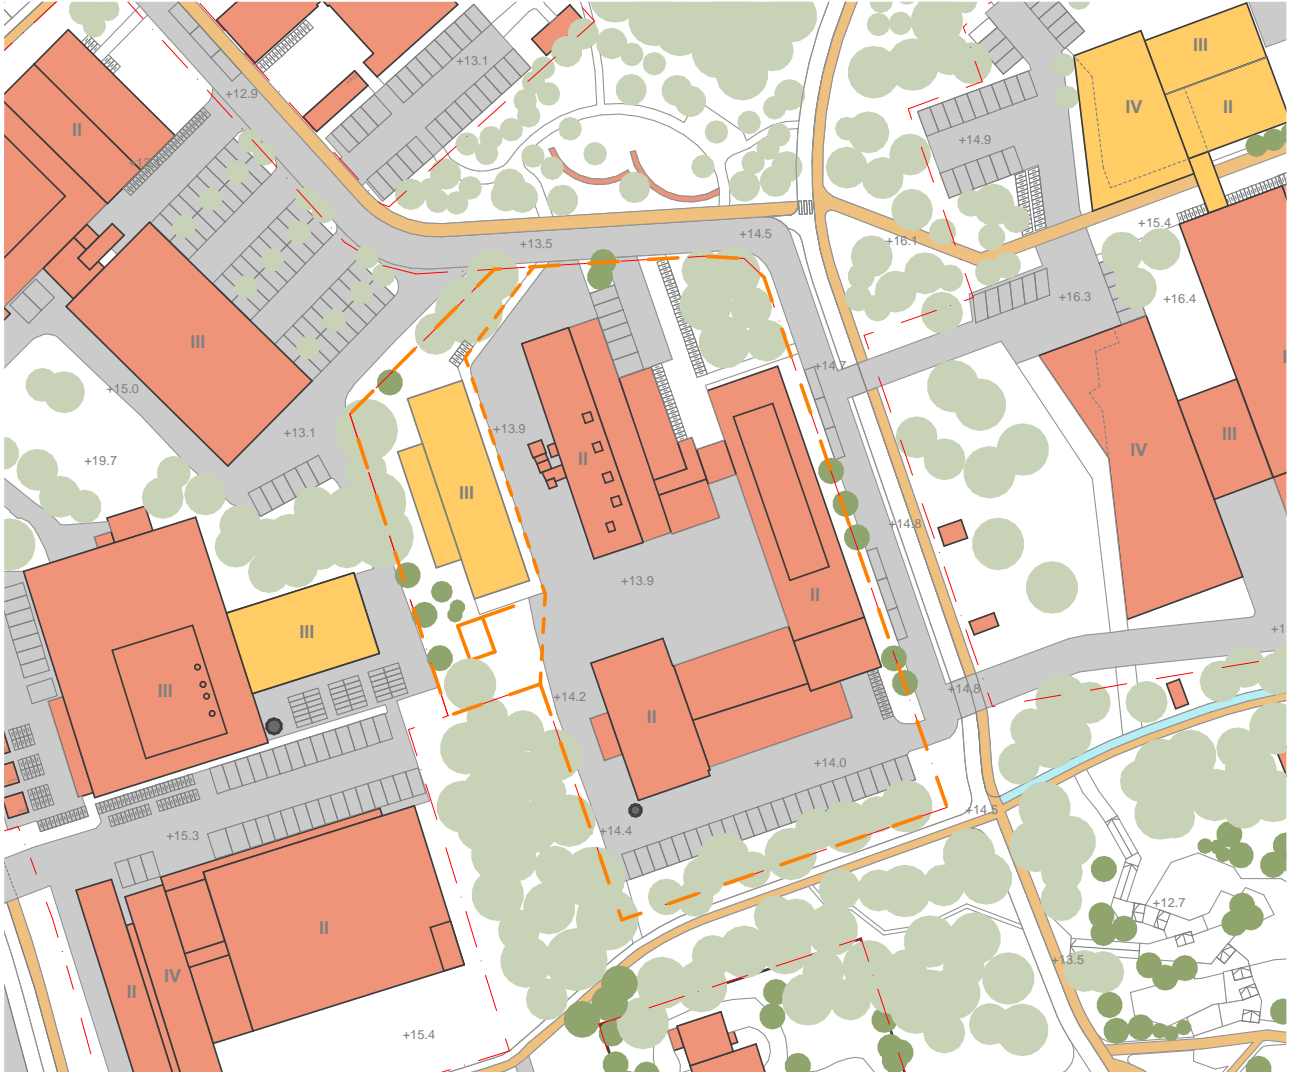 III
+13.1
+12.9
IV
II
II
+14.9
+15.4
+14.5
+13.5
+16.1
+16.3
+16.4
III
+14.7
+15.0
+13.9
+13.1
III
IV
+19.7
II
III
+14.8
+13.9
II
III
III
+14.8
+14.2
II
+14.0
+14.5
+14.4
+15.3
+12.7
II
+13.5
IV
II
+15.4